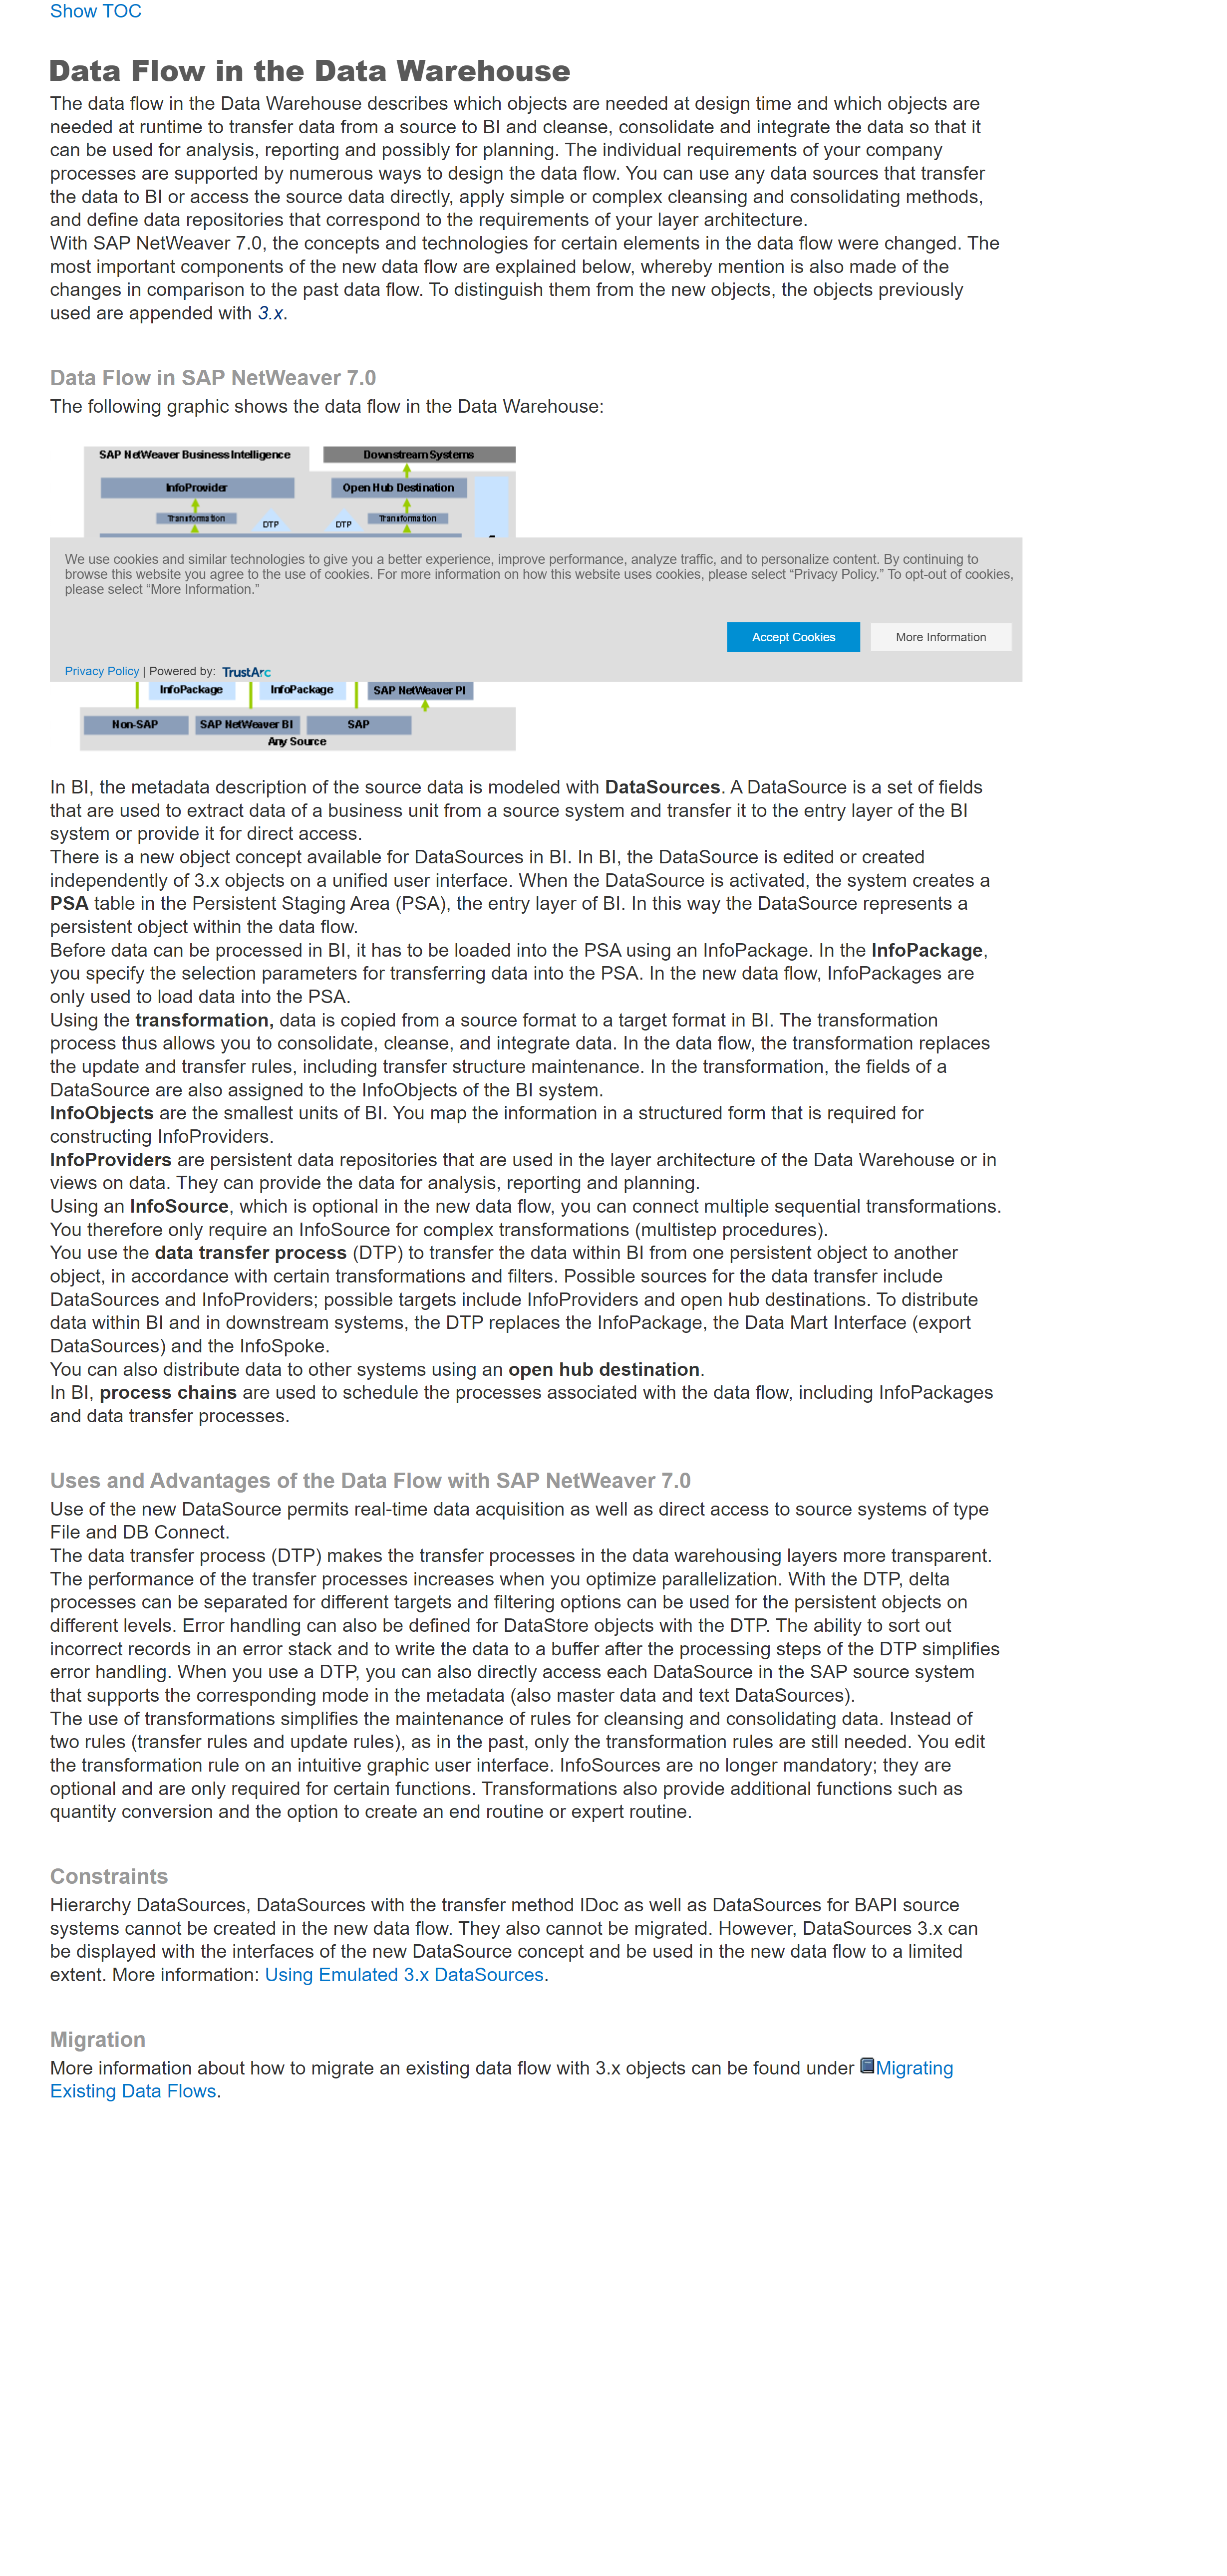 Show TOC
Data Flow in the Data Warehouse
The data flow in the Data Warehouse describes which objects are needed at design time and which objects are
needed at runtime to transfer data from a source to BI and cleanse, consolidate and integrate the data so that it
can be used for analysis, reporting and possibly for planning. The individual requirements of your company
processes are supported by numerous ways to design the data flow. You can use any data sources that transfer
the data to BI or access the source data directly, apply simple or complex cleansing and consolidating methods,
and define data repositories that correspond to the requirements of your layer architecture.
With SAP NetWeaver 7.0, the concepts and technologies for certain elements in the data flow were changed. The
most important components of the new data flow are explained below, whereby mention is also made of the
changes in comparison to the past data flow. To distinguish them from the new objects, the objects previously
used are appended with 3.x.
Data Flow in SAP NetWeaver 7.0
The following graphic shows the data flow in the Data Warehouse:
SAP NetWeaver Business Intelligence
Downstream Systems
InfoProvider
Open Hub Destination
Transformation
DTP
DTP
Transformation
We use cookies and similar technologies to give you a better experience, improve performance, analyze traffic, and to personalize content. By continuing to
browse this website you agree to the use of cookies. For more information on how this website uses cookies, please select “Privacy Policy.” To opt-out of cookies,
please select “More Information.”
Accept Cookies
More Information
Privacy Policy | Powered by: TrustArc
InfoPackage
InfoPackage
SAP NetWeaver PI
Non-SAP
SAP NetWeaver BI
SAP
Any Source
In BI, the metadata description of the source data is modeled with DataSources. A DataSource is a set of fields
that are used to extract data of a business unit from a source system and transfer it to the entry layer of the BI
system or provide it for direct access.
There is a new object concept available for DataSources in BI. In BI, the DataSource is edited or created
independently of 3.x objects on a unified user interface. When the DataSource is activated, the system creates a
PSA table in the Persistent Staging Area (PSA), the entry layer of BI. In this way the DataSource represents a
persistent object within the data flow.
Before data can be processed in BI, it has to be loaded into the PSA using an InfoPackage. In the InfoPackage,
you specify the selection parameters for transferring data into the PSA. In the new data flow, InfoPackages are
only used to load data into the PSA.
Using the transformation, data is copied from a source format to a target format in BI. The transformation
process thus allows you to consolidate, cleanse, and integrate data. In the data flow, the transformation replaces
the update and transfer rules, including transfer structure maintenance. In the transformation, the fields of a
DataSource are also assigned to the InfoObjects of the BI system.
InfoObjects are the smallest units of BI. You map the information in a structured form that is required for
constructing InfoProviders.
InfoProviders are persistent data repositories that are used in the layer architecture of the Data Warehouse or in
views on data. They can provide the data for analysis, reporting and planning.
Using an InfoSource, which is optional in the new data flow, you can connect multiple sequential transformations.
You therefore only require an InfoSource for complex transformations (multistep procedures).
You use the data transfer process (DTP) to transfer the data within BI from one persistent object to another
object, in accordance with certain transformations and filters. Possible sources for the data transfer include
DataSources and InfoProviders; possible targets include InfoProviders and open hub destinations. To distribute
data within BI and in downstream systems, the DTP replaces the InfoPackage, the Data Mart Interface (export
DataSources) and the InfoSpoke.
You can also distribute data to other systems using an open hub destination.
In BI, process chains are used to schedule the processes associated with the data flow, including InfoPackages
and data transfer processes.
Uses and Advantages of the Data Flow with SAP NetWeaver 7.0
Use of the new DataSource permits real-time data acquisition as well as direct access to source systems of type
File and DB Connect.
The data transfer process (DTP) makes the transfer processes in the data warehousing layers more transparent.
The performance of the transfer processes increases when you optimize parallelization. With the DTP, delta
processes can be separated for different targets and filtering options can be used for the persistent objects on
different levels. Error handling can also be defined for DataStore objects with the DTP. The ability to sort out
incorrect records in an error stack and to write the data to a buffer after the processing steps of the DTP simplifies
error handling. When you use a DTP, you can also directly access each DataSource in the SAP source system
that supports the corresponding mode in the metadata (also master data and text DataSources).
The use of transformations simplifies the maintenance of rules for cleansing and consolidating data. Instead of
two rules (transfer rules and update rules), as in the past, only the transformation rules are still needed. You edit
the transformation rule on an intuitive graphic user interface. InfoSources are no longer mandatory; they are
optional and are only required for certain functions. Transformations also provide additional functions such as
quantity conversion and the option to create an end routine or expert routine.
Constraints
Hierarchy DataSources, DataSources with the transfer method IDoc as well as DataSources for BAPI source
systems cannot be created in the new data flow. They also cannot be migrated. However, DataSources 3.x can
be displayed with the interfaces of the new DataSource concept and be used in the new data flow to a limited
extent. More information: Using Emulated 3.x DataSources.
Migration
More information about how to migrate an existing data flow with 3.x objects can be found under Migrating
Existing Data Flows.